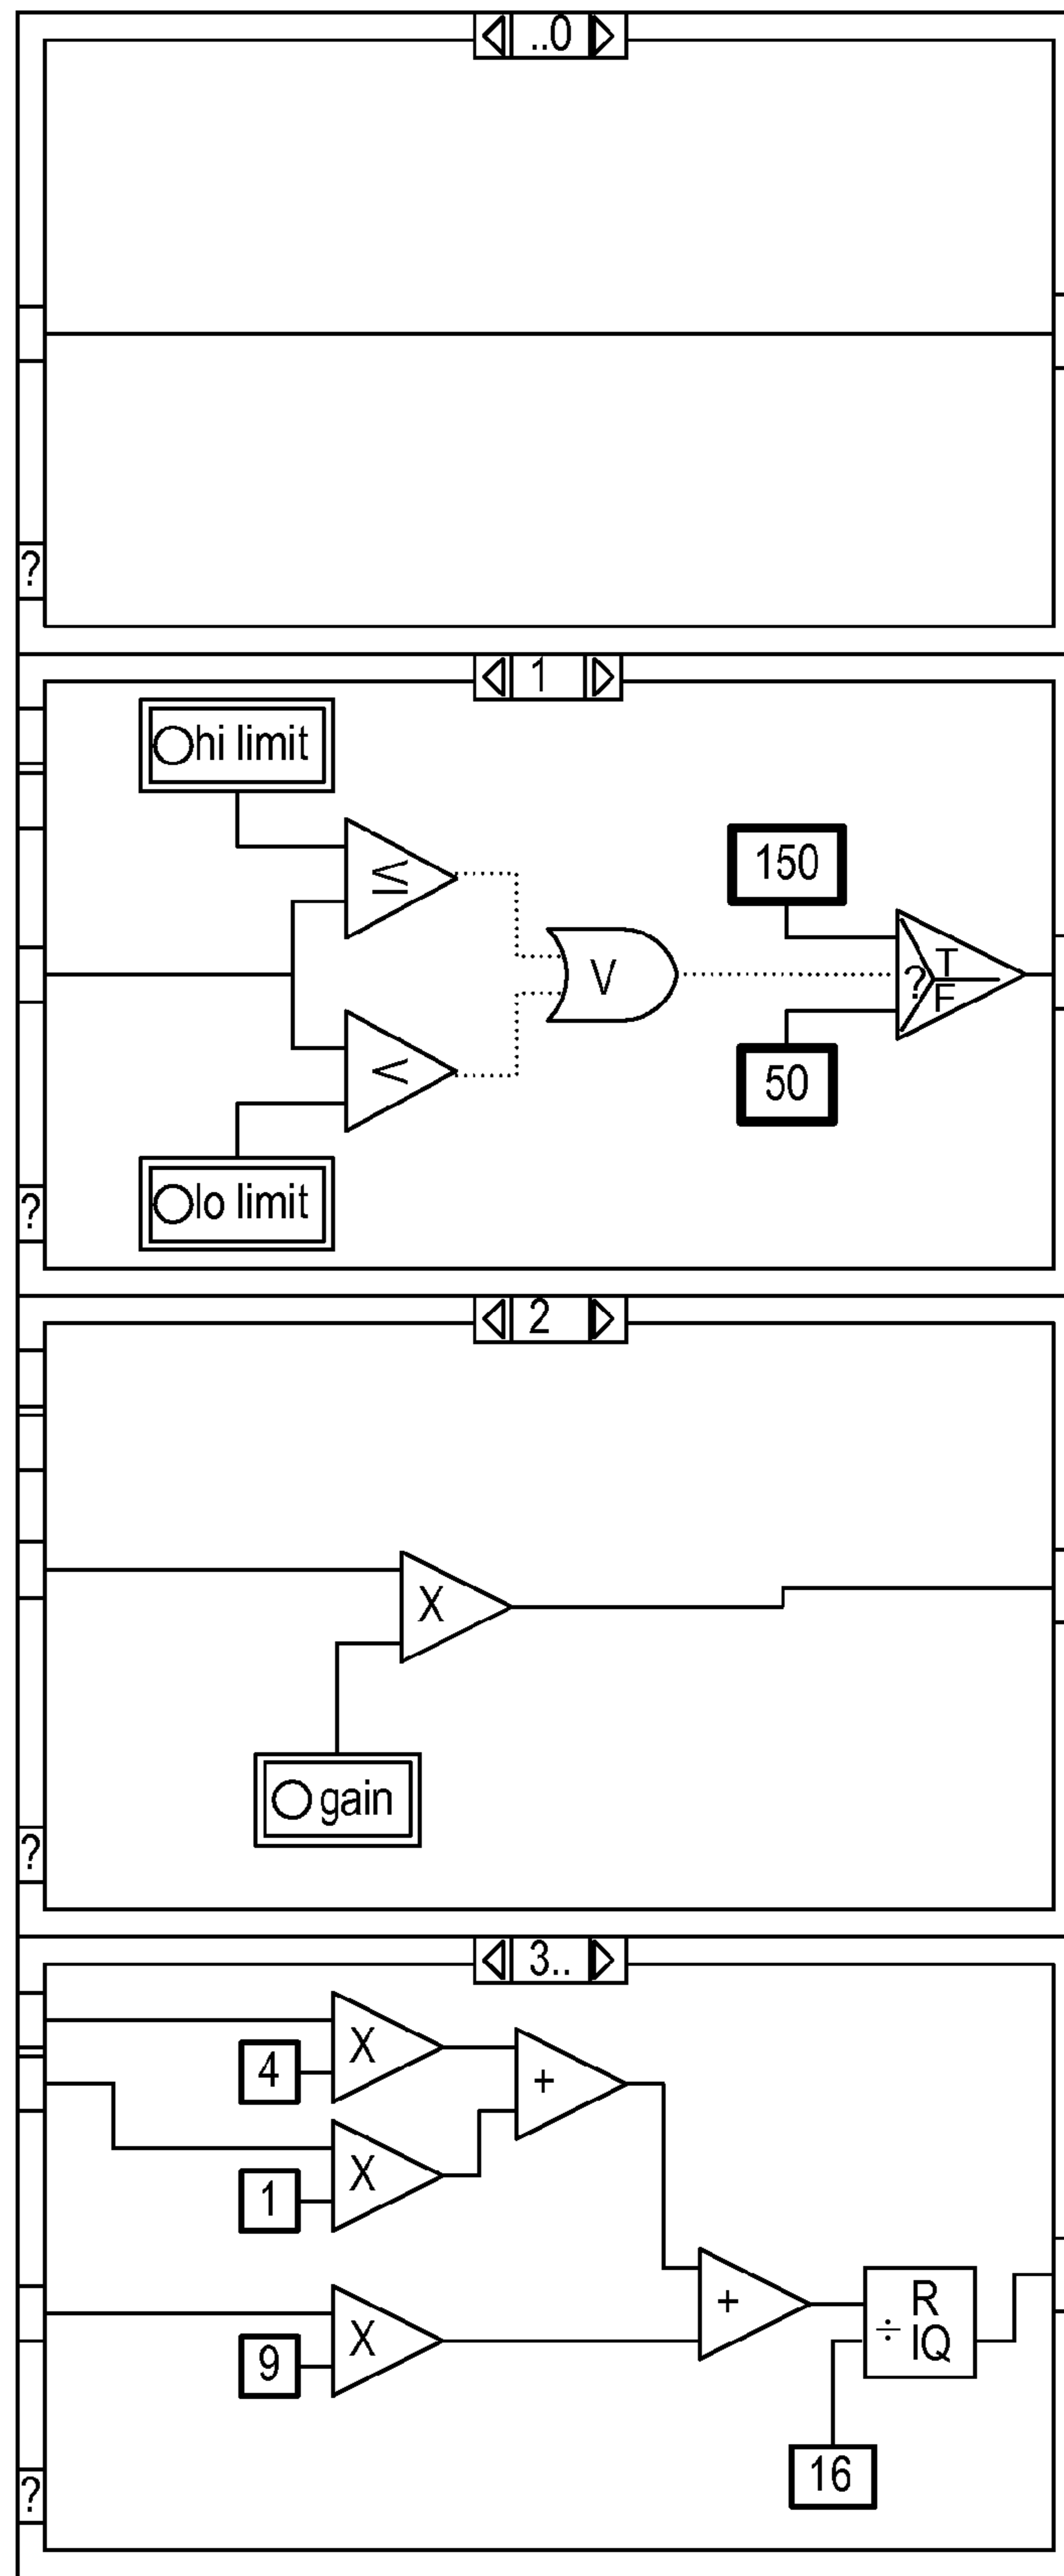 ..0
?
1
hi limit
≤
150
V
? T
F
<
50
lo limit
?
2
X
gain
?
3..
X
4
+
X
1
+
R
÷ IQ
X
9
16
?